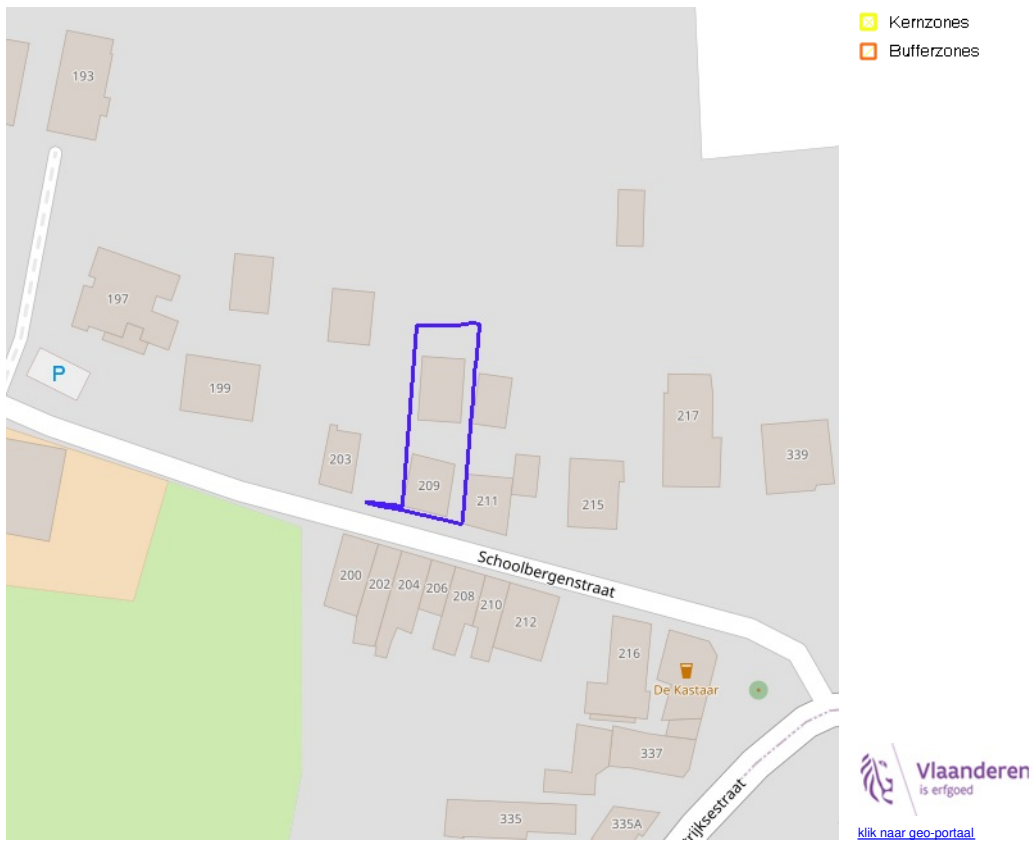 Kernzones
Bufferzones
193
197
P
199
203
209
211
217
339
215
Schoolbergenstraat
200
202
204
206
208
210
212
216
De Kastaar
337
335
335A
rijksestraat
Vlaanderen
is erfgoed
klik naar geo-portaal